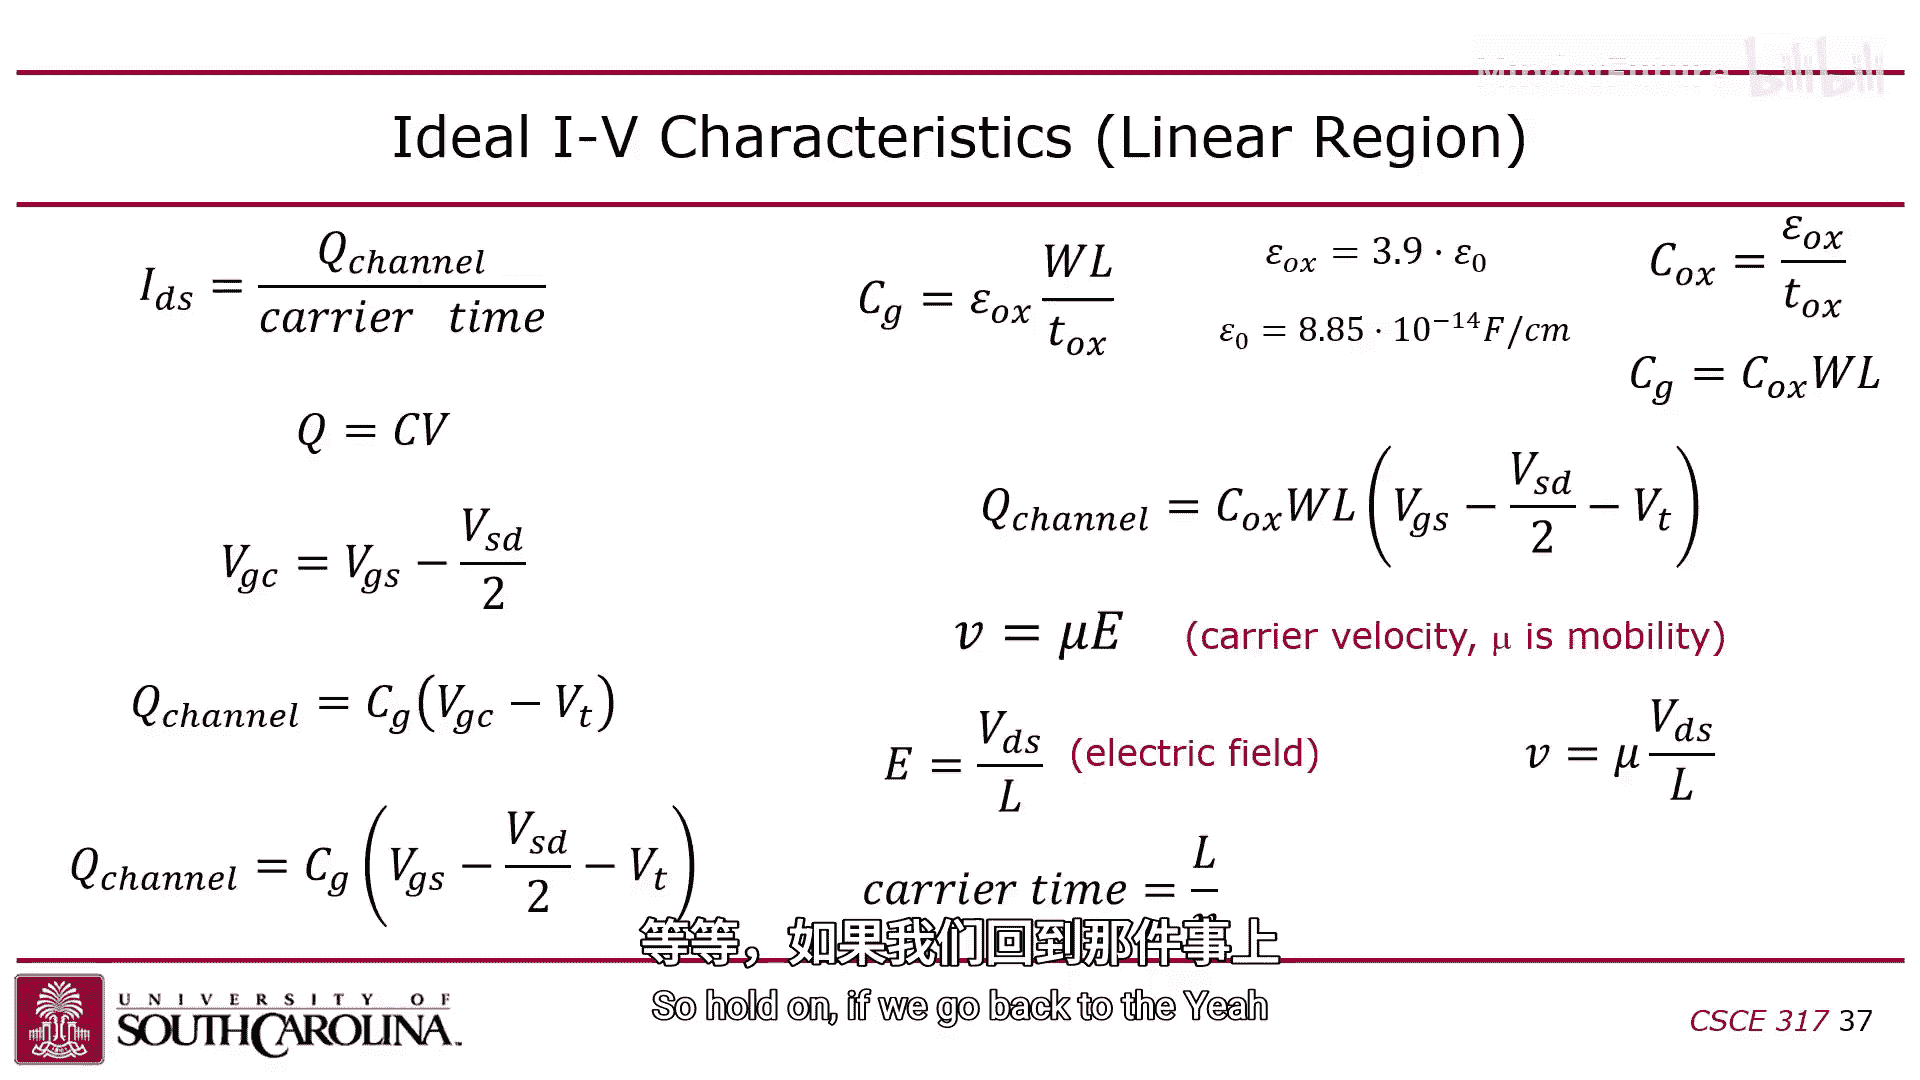 Ideal I-V Characteristics (Linear Region)
I_ds = Q_channel / carrier time
Q = CV
V_gc = V_gs − V_sd / 2
Q_channel = C_g(V_gc − V_t)
Q_channel = C_g(V_gs − V_sd / 2 − V_t)
C_g = ε_ox WL / t_ox
ε_ox = 3.9 · ε_0
ε_0 = 8.85 · 10^−14 F/cm
C_ox = ε_ox / t_ox
C_g = C_ox WL
Q_channel = C_ox WL(V_gs − V_sd / 2 − V_t)
v = μE (carrier velocity, μ is mobility)
E = V_ds / L (electric field)
v = μ V_ds / L
carrier time = L /
等等，如果我们回到那件事上
So hold on, if we go back to the Yeah
UNIVERSITY OF
SOUTH CAROLINA
CSCE 317 37
bilibili